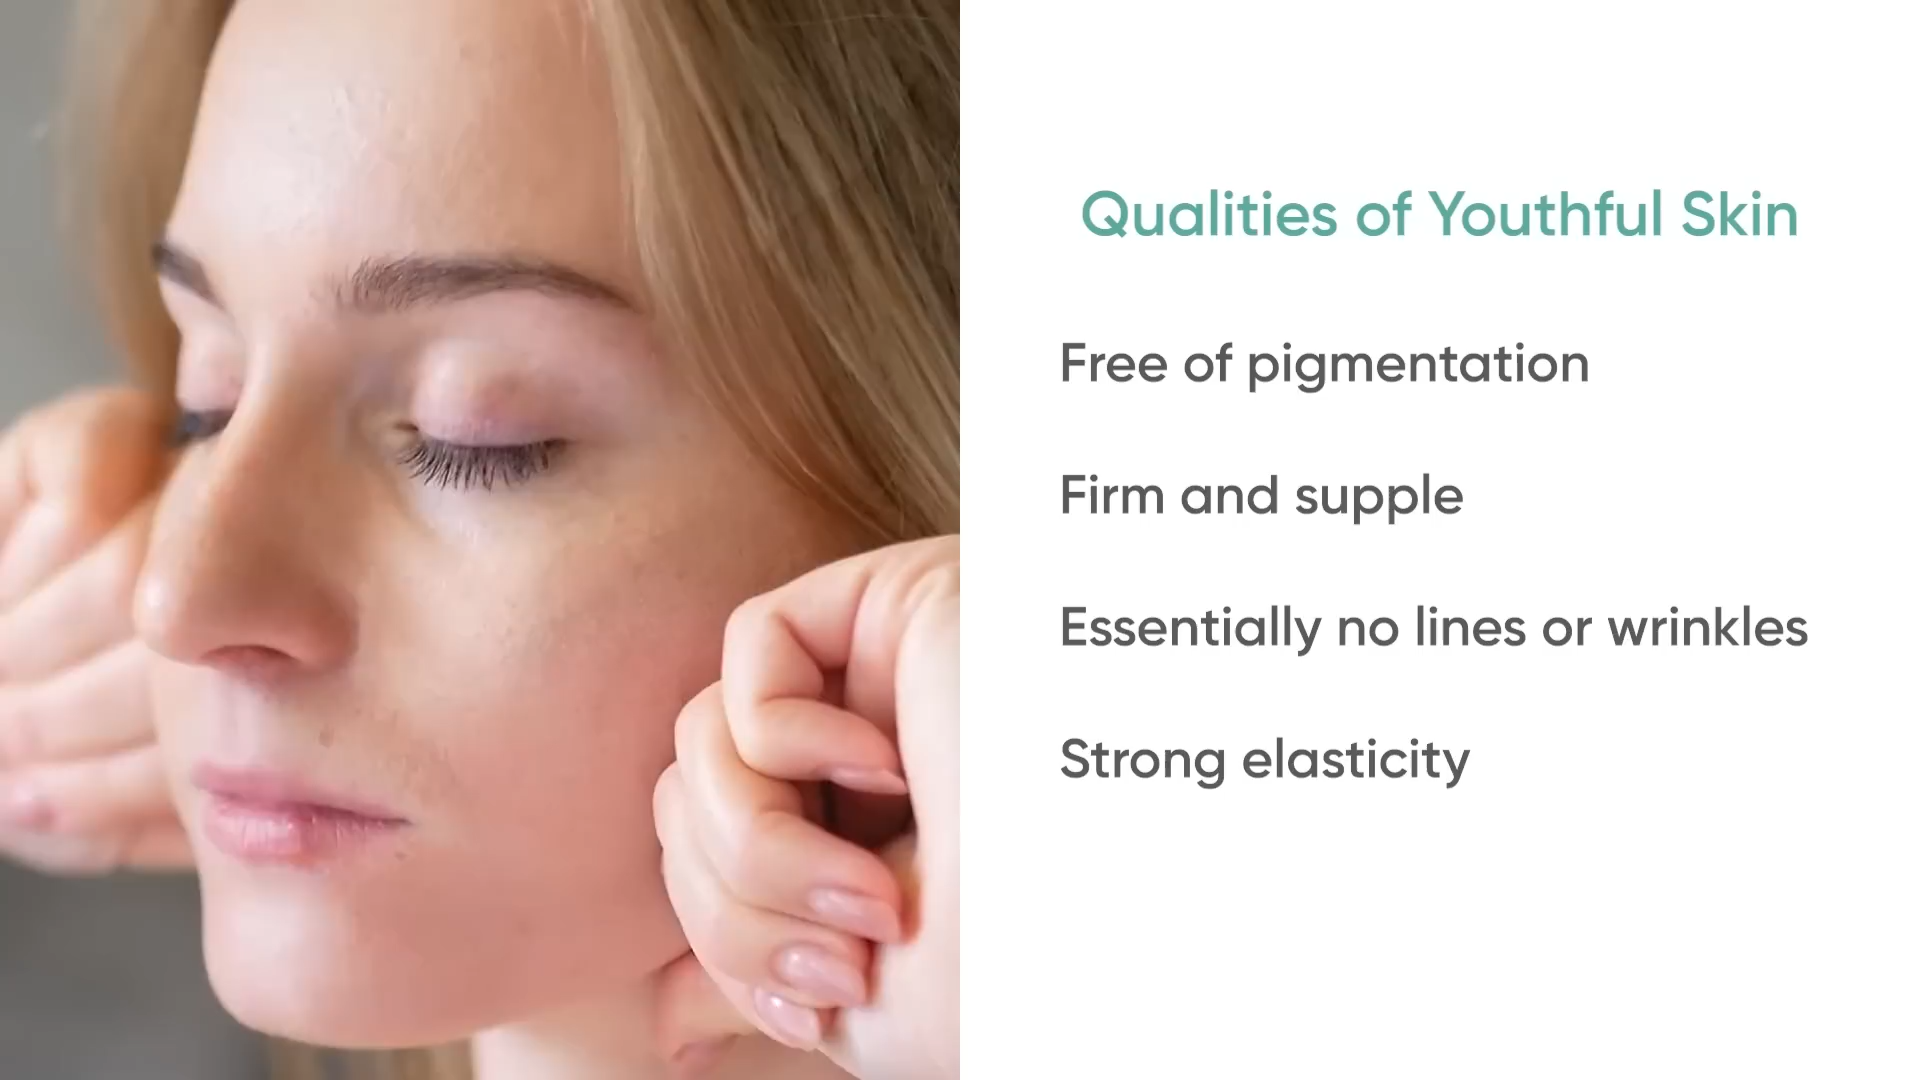 Qualities of Youthful Skin
Free of pigmentation
Firm and supple
Essentially no lines or wrinkles
Strong elasticity